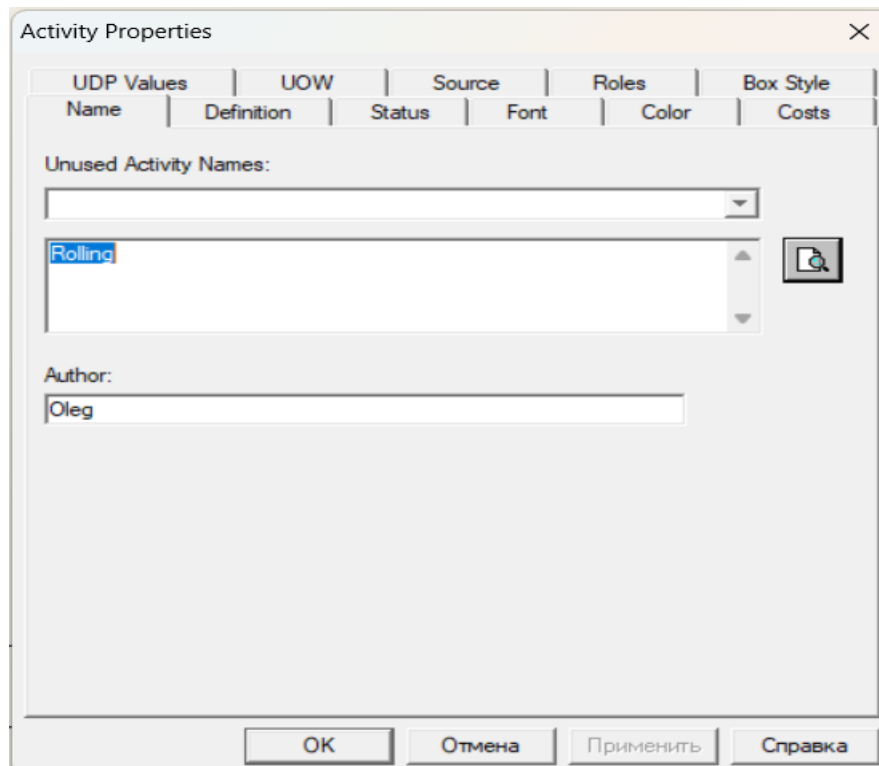 Activity Properties
UDP Values UOW Source Roles Box Style
Name Definition Status Font Color Costs
Unused Activity Names:
Rolling
Author:
Oleg
OK Отмена Применить Справка